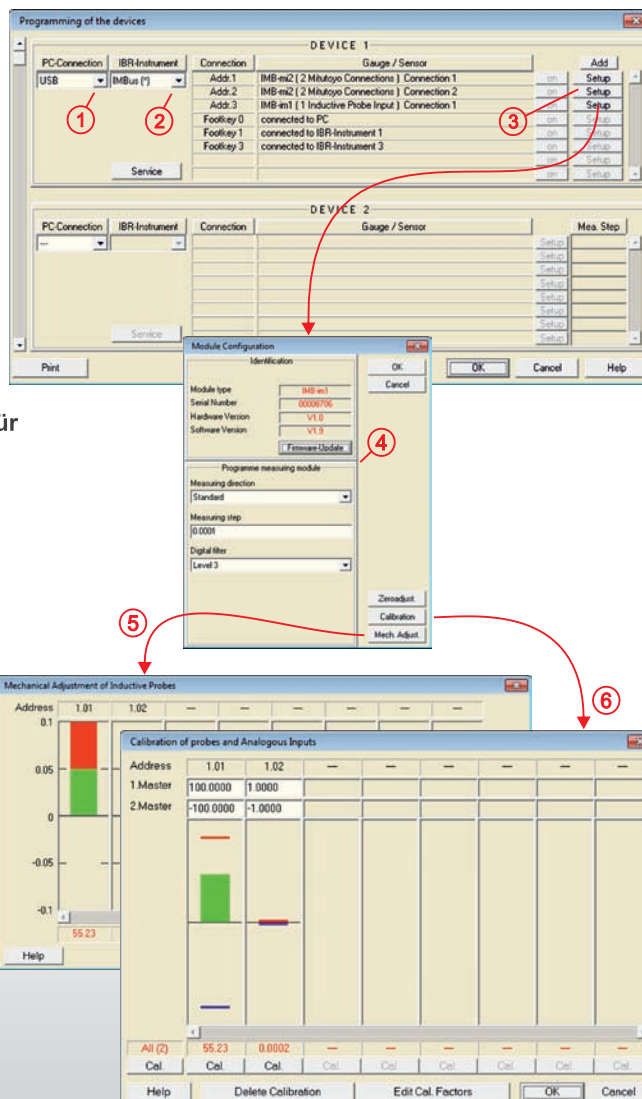 Programming of the devices
DEVICE 1
PC-Connection IBR-Instrument Connection Gauge / Sensor Add
USB IMBus (*) Addr.1 IMB-mi2 ( 2 Mitutoyo Connections ) Connection 1 on Setup
Addr.2 IMB-mi2 ( 2 Mitutoyo Connections ) Connection 2 on Setup
Addr.3 IMB-im1 ( 1 Inductive Probe Input ) Connection 1 on Setup
Footkey 0 connected to PC on Setup
Footkey 1 connected to IBR-Instrument 1 on Setup
Footkey 3 connected to IBR-Instrument 3 on Setup
on Setup
Service on Setup
1 2 3
DEVICE 2
PC-Connection IBR-Instrument Connection Gauge / Sensor Mea. Step
--- Setup
Setup
Setup
Setup
Setup
Setup
Service Setup
Setup
Print OK Cancel Help
ür
Module Configuration
Identification OK
Cancel
Module type IMB-im1
Serial Number 00008706
Hardware Version V1.0
Software Version V1.9
Firmware-Update
4
Programme measuring module
Measuring direction
Standard
Measuring step
0.0001
Digital filter
Level 3
Zeroadjust.
Calibration
Mech. Adjust.
5
6
Mechanical Adjustment of Inductive Probes
Address 1.01 1.02 --- --- --- --- --- ---
0.1
0.05
0
-0.05
-0.1
55.23
Help
Calibration of probes and Analogous Inputs
Address 1.01 1.02 --- --- --- --- --- ---
1.Master 100.0000 1.0000
2.Master -100.0000 -1.0000
All (2) 55.23 0.0002 --- --- --- --- --- ---
Cal. Cal. Cal. Cal. Cal. Cal. Cal. Cal. Cal.
Help Delete Calibration Edit Cal. Factors OK Cancel